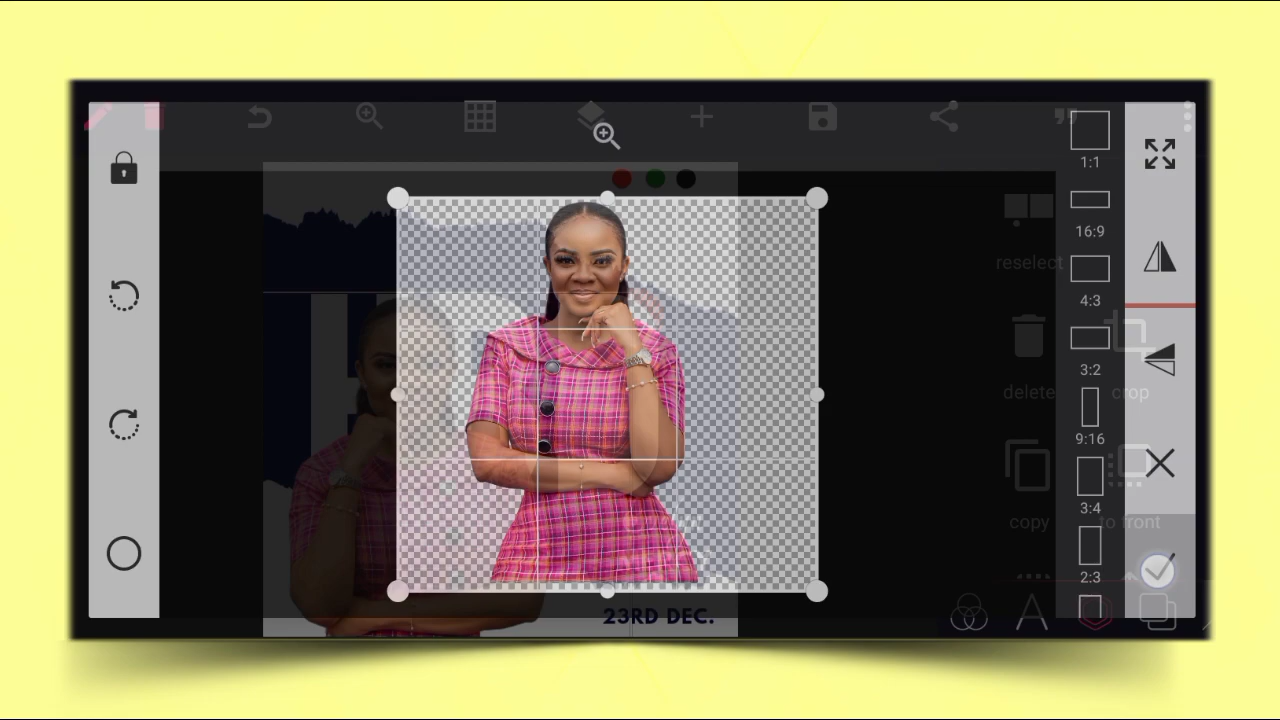 1:1
reselect
16:9
4:3
3:2
delete
crop
9:16
3:4
copy
to front
2:3
23RD DEC.